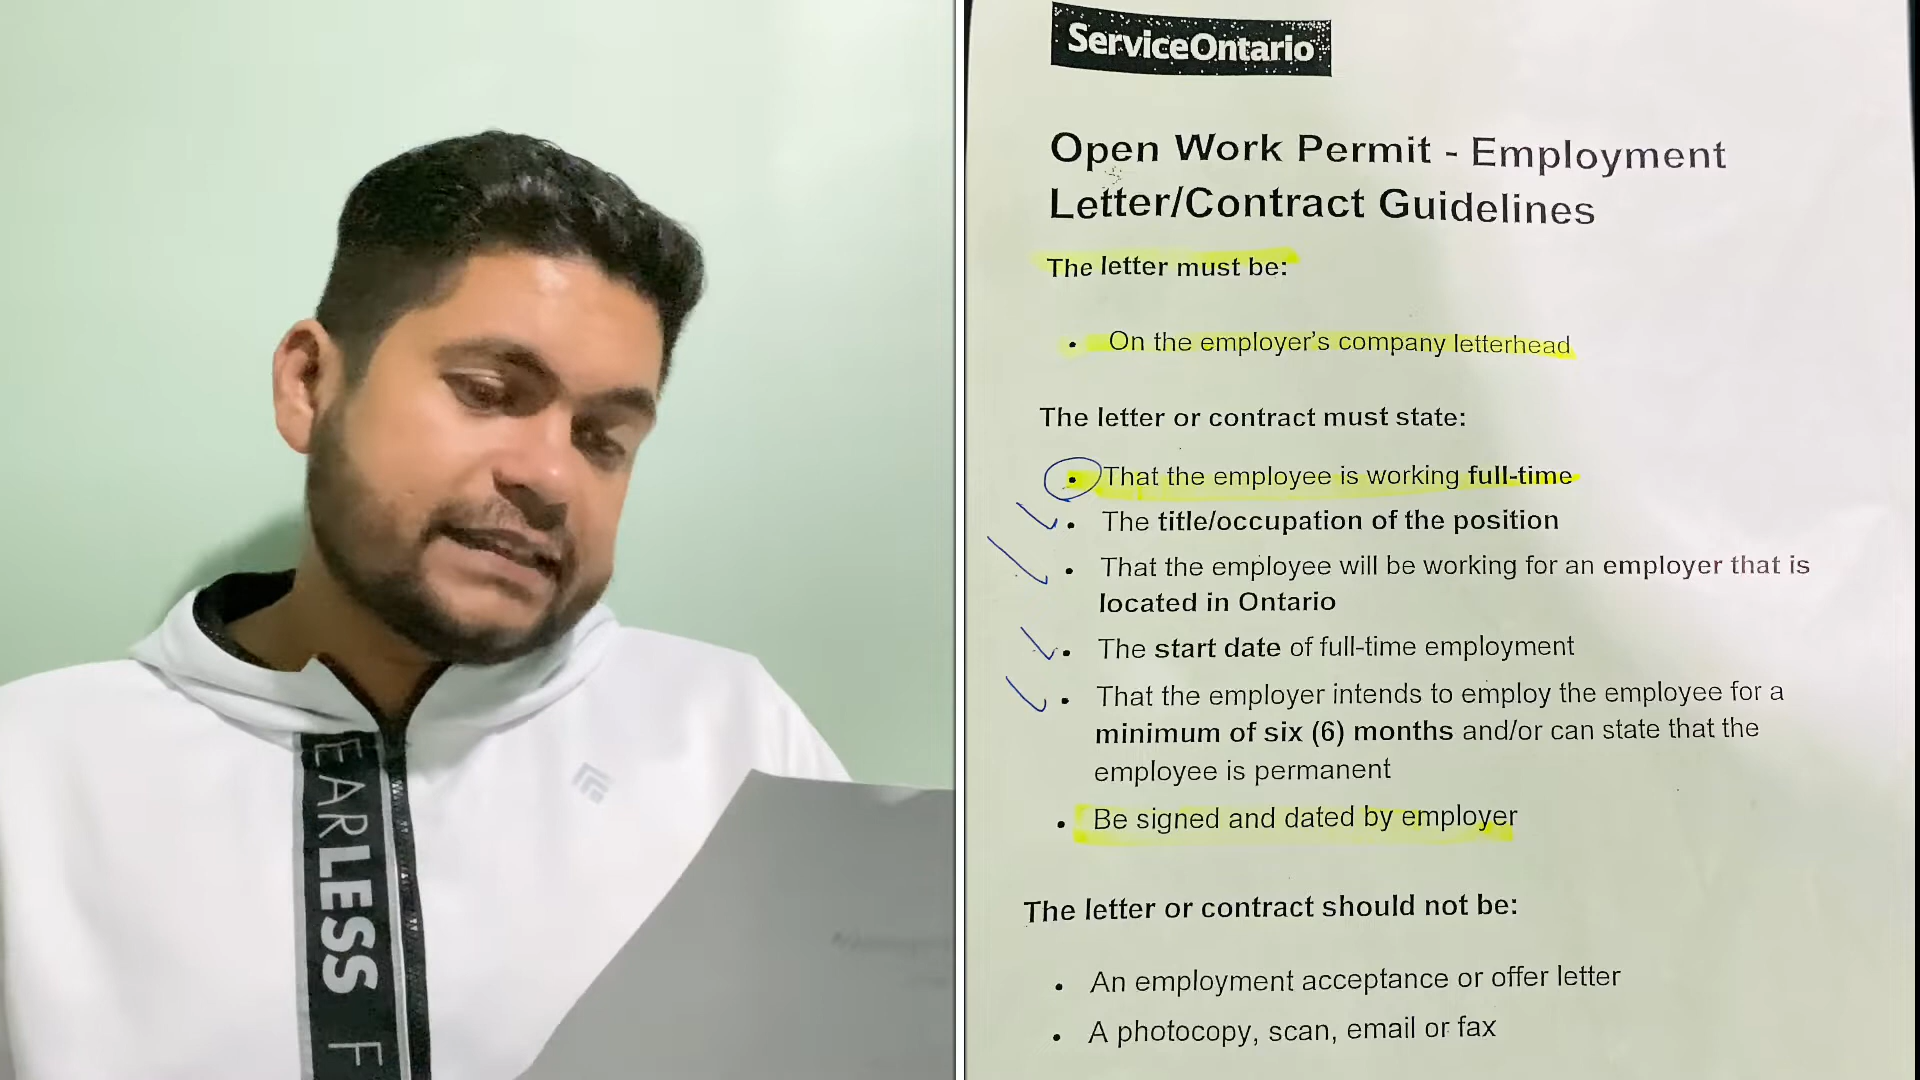 EARLESS F
ServiceOntario
Open Work Permit - Employment
Letter/Contract Guidelines
The letter must be:
• On the employer's company letterhead
The letter or contract must state:
• That the employee is working full-time
• The title/occupation of the position
• That the employee will be working for an employer that is
located in Ontario
• The start date of full-time employment
• That the employer intends to employ the employee for a
minimum of six (6) months and/or can state that the
employee is permanent
• Be signed and dated by employer
The letter or contract should not be:
• An employment acceptance or offer letter
• A photocopy, scan, email or fax